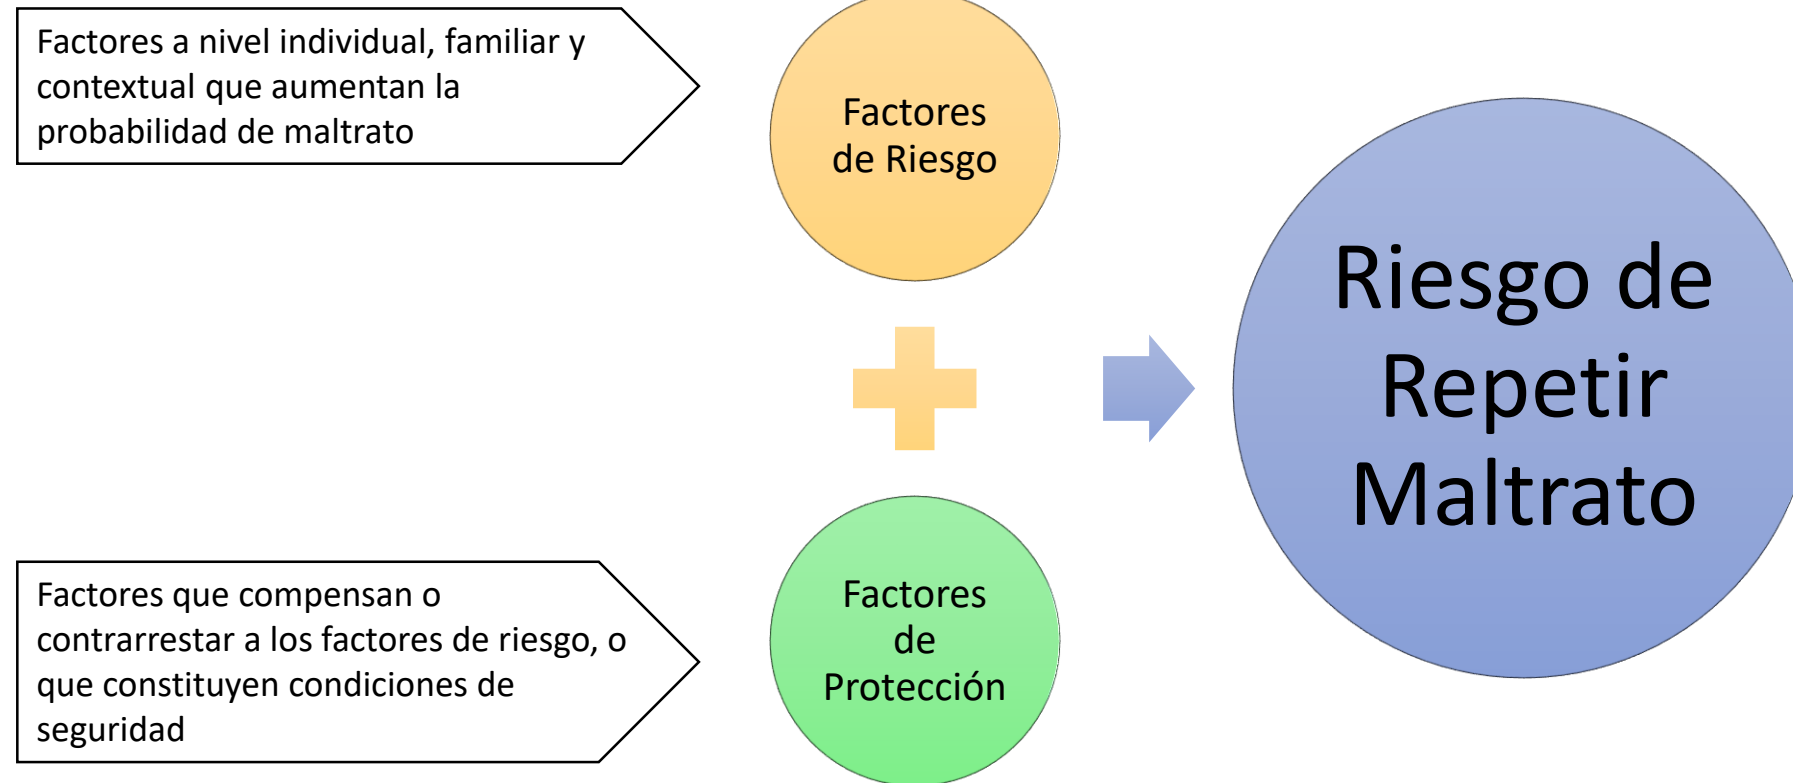 Factores a nivel individual, familiar y
contextual que aumentan la
probabilidad de maltrato
Factores
de Riesgo
Factores que compensan o
contrarrestar a los factores de riesgo, o
que constituyen condiciones de
seguridad
Factores
de
Protección
Riesgo de
Repetir
Maltrato